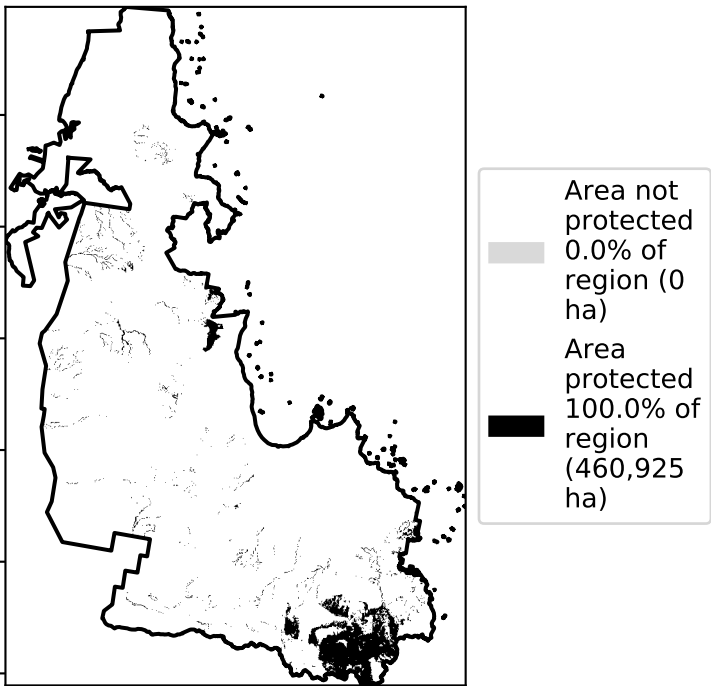 Area not
protected
0.0% of
region (0
ha)
Area
protected
100.0% of
region
(460,925
ha)